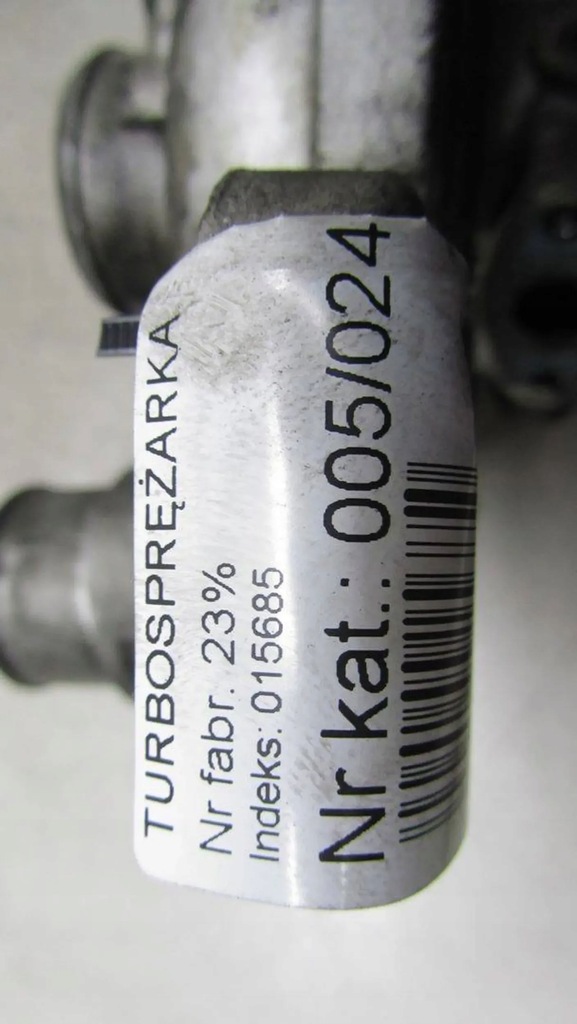 TURBOSPRĘŻARKA
Nr fabr. 23%
Indeks: 015685
Nr kat.: 005/024